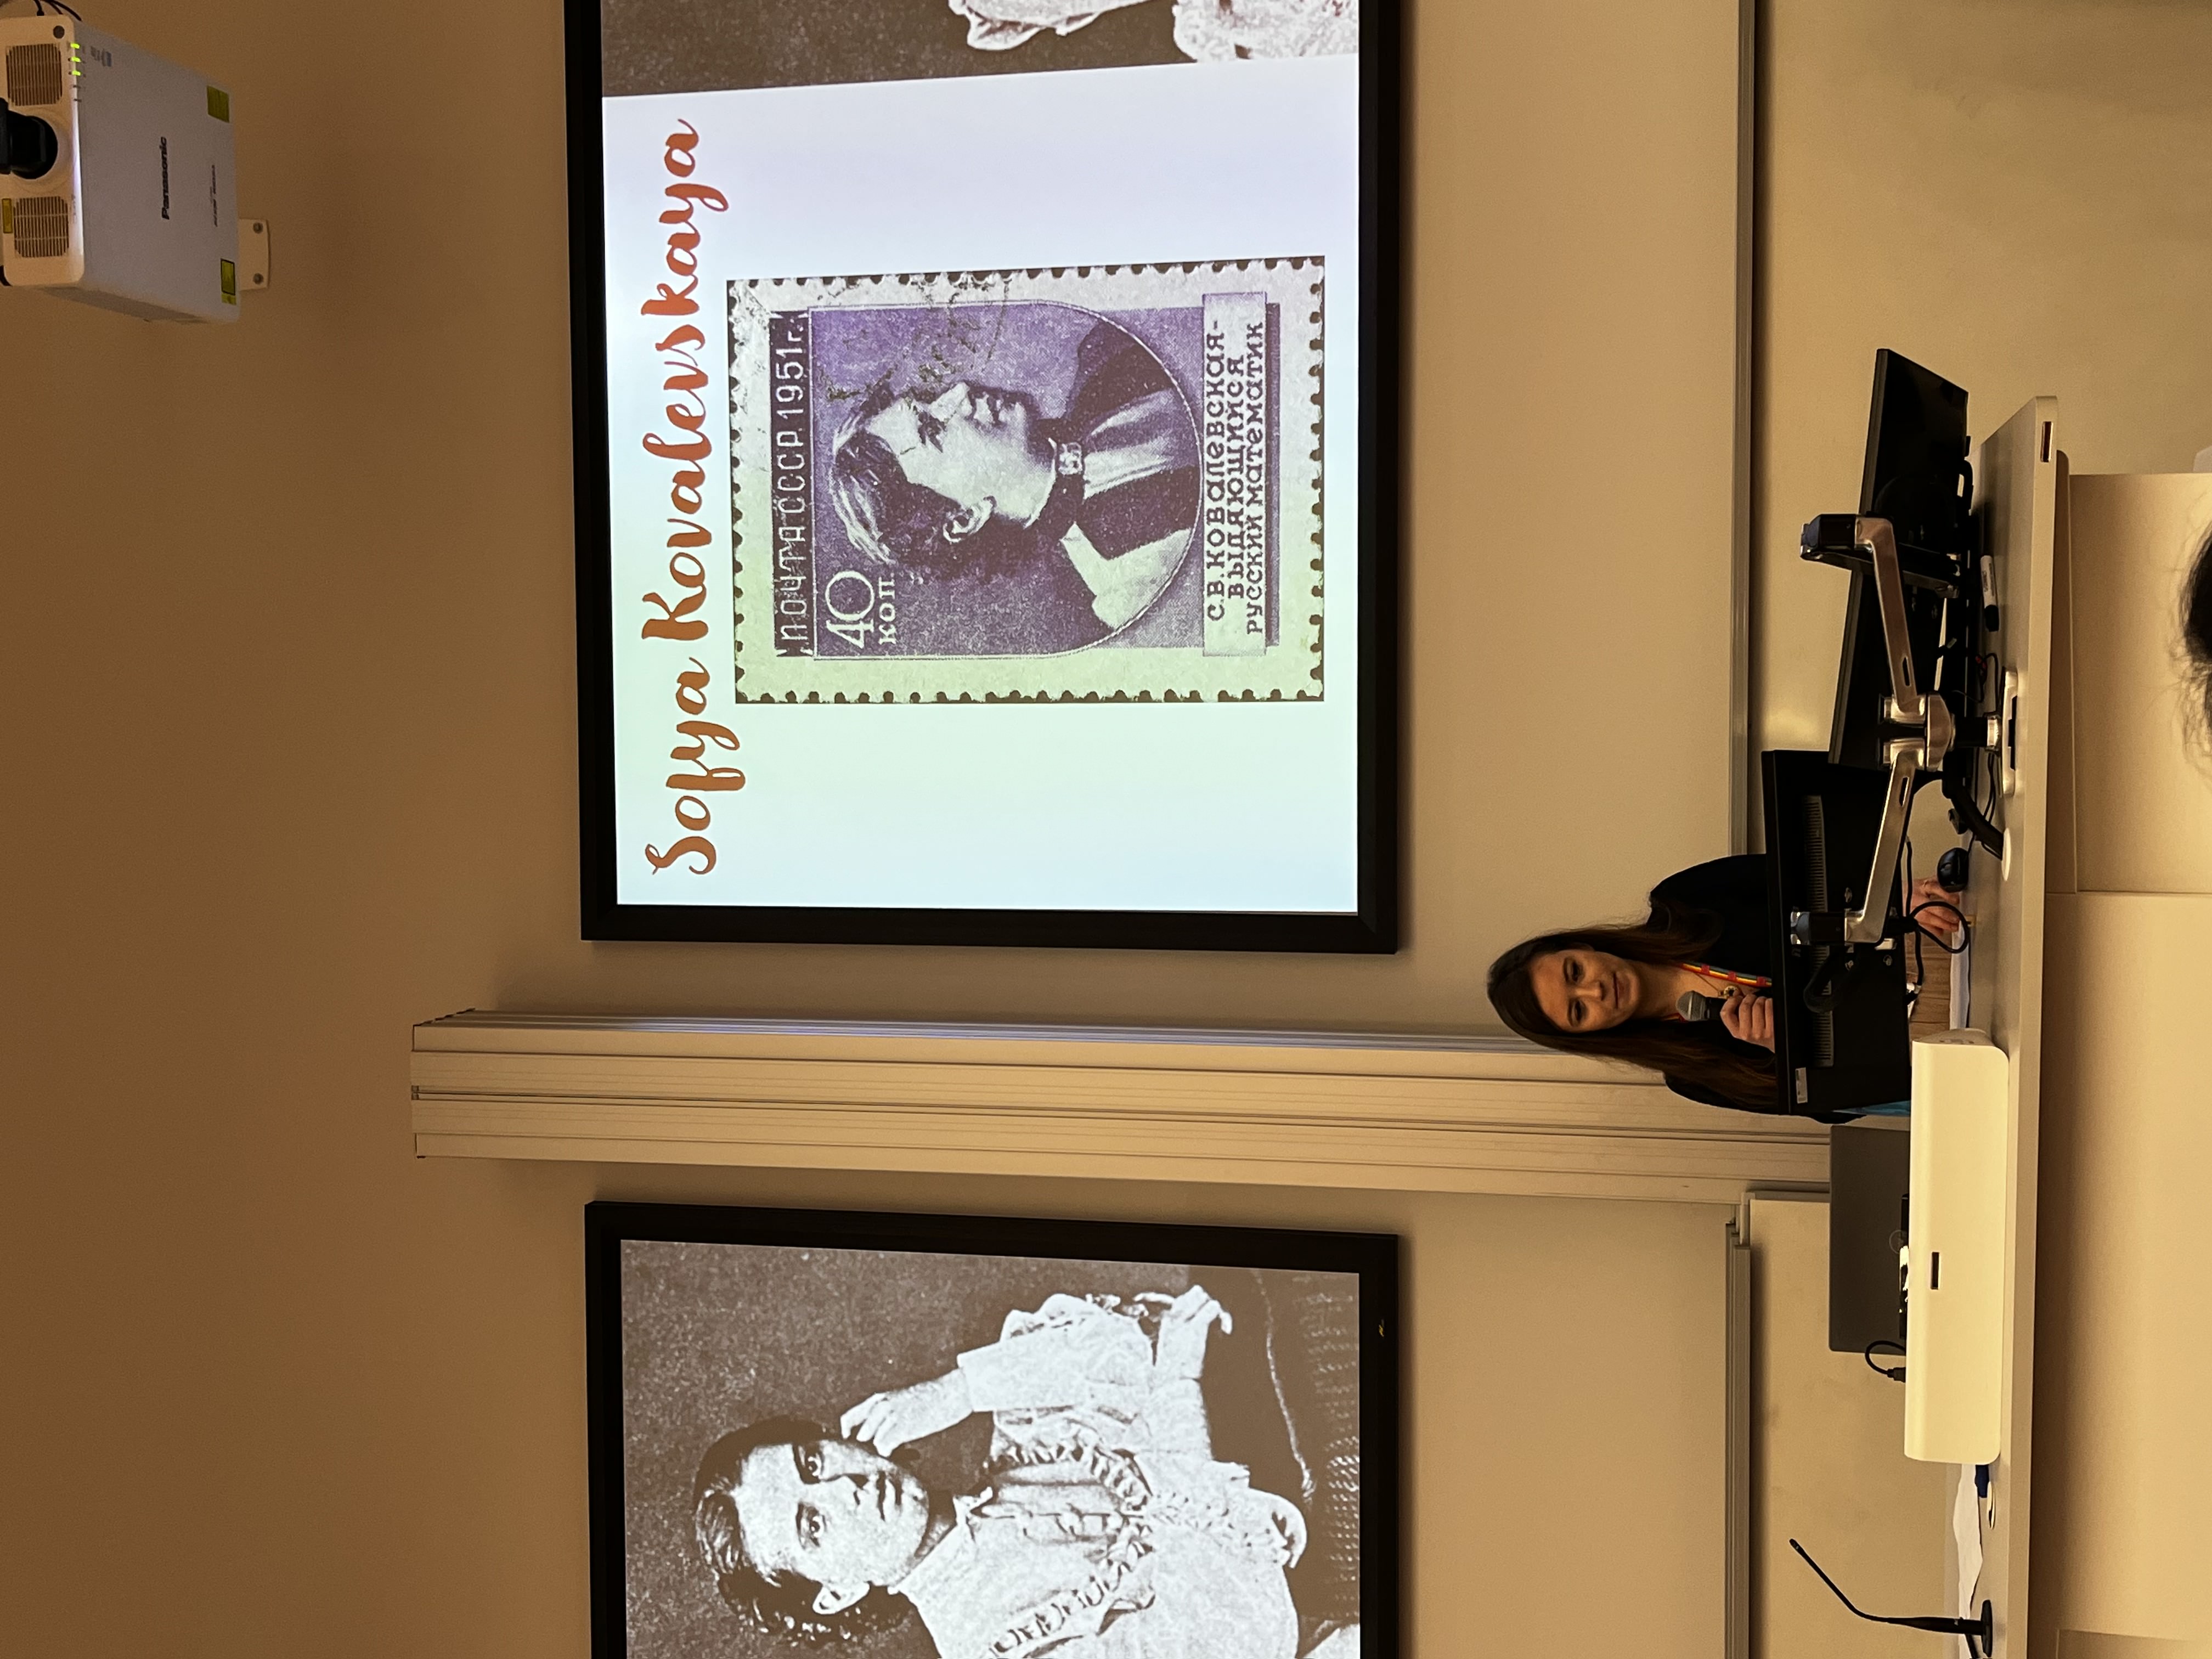 Panasonic
Sofya Kovalevskaya
ПОЧТА СССР 1951г.
40
КОП.
С.В.КОВАЛЕВСКАЯ-
ВЫДАЮЩИЙСЯ
РУССКИЙ МАТЕМАТИК